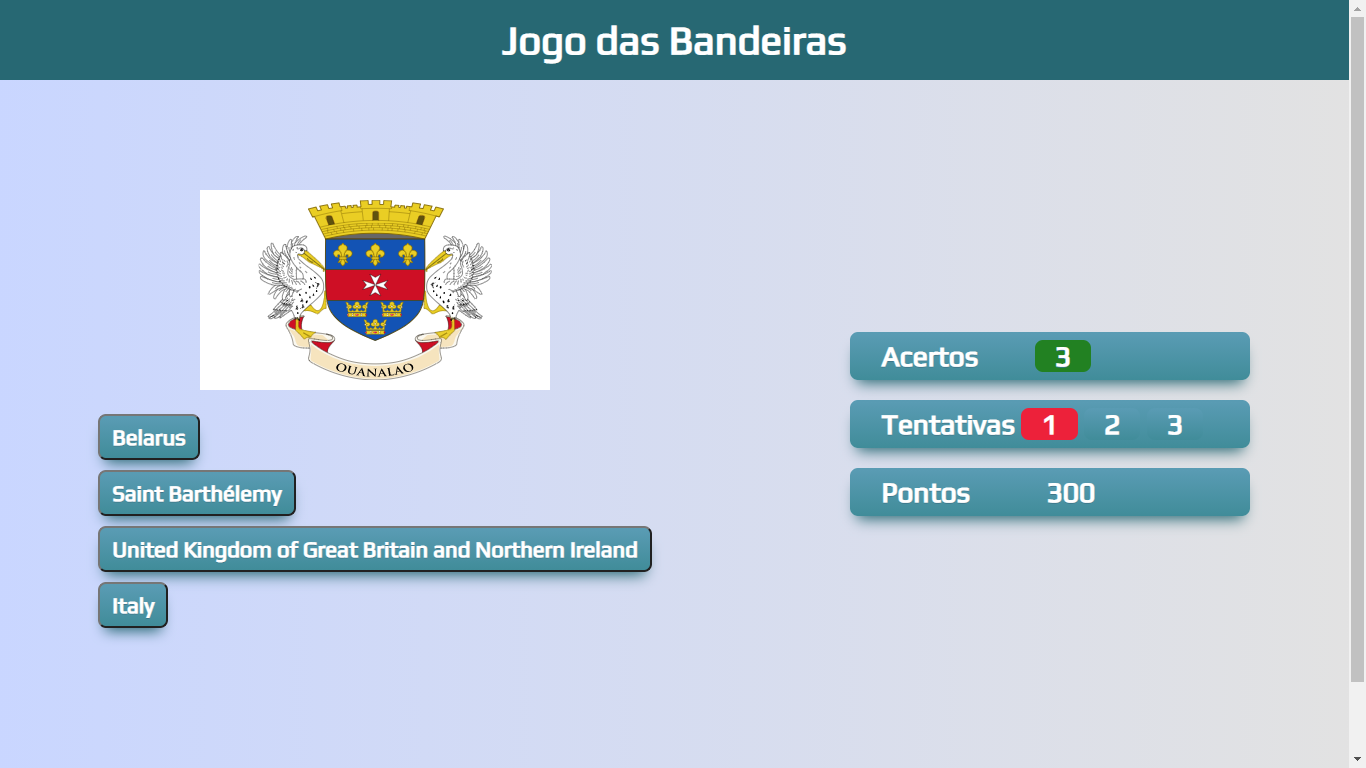 Jogo das Bandeiras
OUANALAO
Belarus
Saint Barthélemy
United Kingdom of Great Britain and Northern Ireland
Italy
Acertos 3
Tentativas 1 2 3
Pontos 300